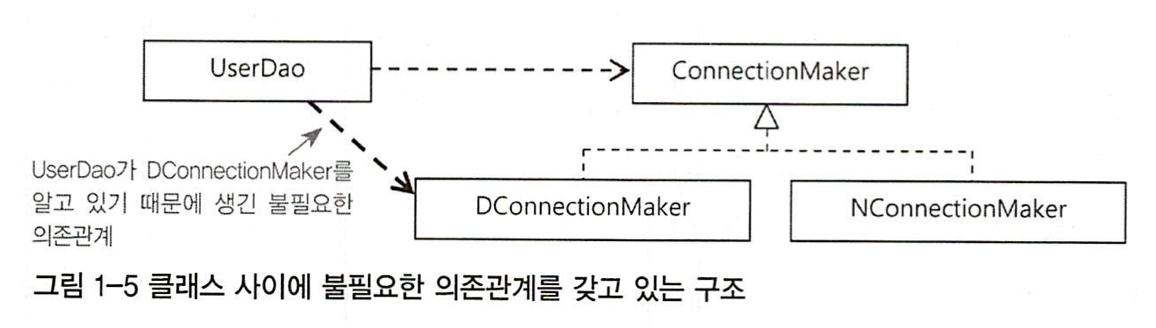 UserDao
ConnectionMaker
UserDao가 DConnectionMaker를
알고 있기 때문에 생긴 불필요한
의존관계
DConnectionMaker
NConnectionMaker
그림 1-5 클래스 사이에 불필요한 의존관계를 갖고 있는 구조